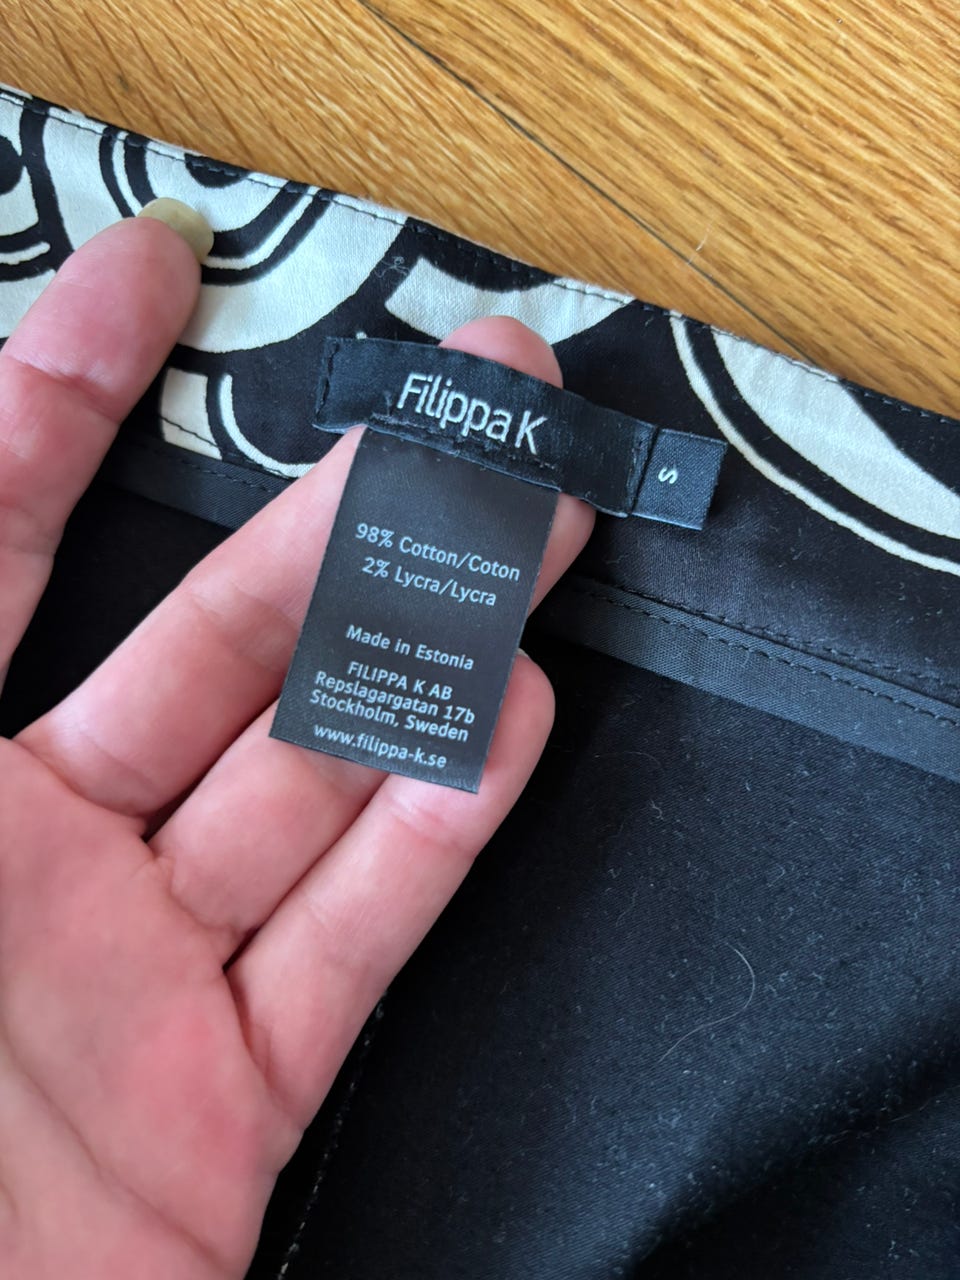 Filippa K
S
98% Cotton/Coton
2% Lycra/Lycra
Made in Estonia
FILIPPA K AB
Repslagargatan 17b
Stockholm, Sweden
www.filippa-k.se